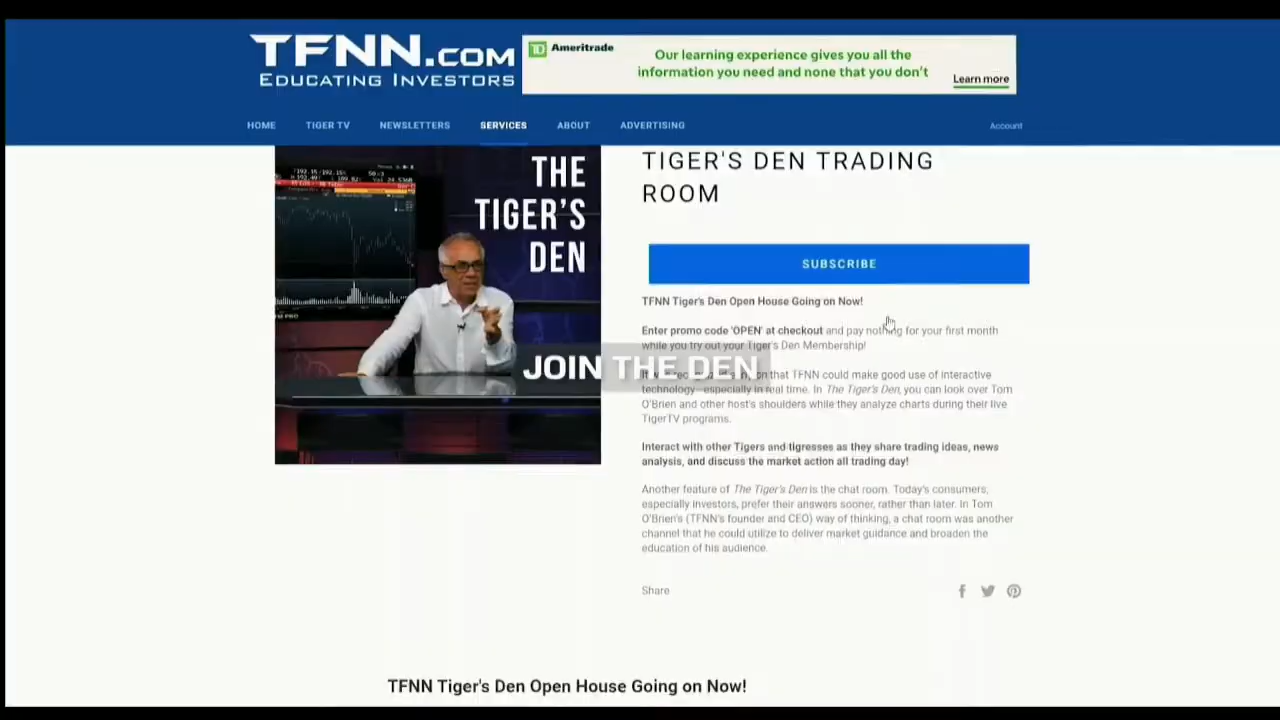 TFNN.COM
EDUCATING INVESTORS
Ameritrade
Our learning experience gives you all the
information you need and none that you don't
Learn more
HOME TIGER TV NEWSLETTERS SERVICES ABOUT ADVERTISING Account
THE
TIGER'S
DEN
TIGER'S DEN TRADING
ROOM
SUBSCRIBE
TFNN Tiger's Den Open House Going on Now!
Enter promo code 'OPEN' at checkout and pay nothing for your first month
while you try out your Tiger's Den Membership!
JOIN THE DEN
that TFNN could make good use of interactive
technology—especially in real time. In The Tiger's Den, you can look over Tom
O'Brien and other host's shoulders while they analyze charts during their live
TigerTV programs.
Interact with other Tigers and tigresses as they share trading ideas, news
analysis, and discuss the market action all trading day!
Another feature of The Tiger's Den is the chat room. Today's consumers,
especially investors, prefer their answers sooner, rather than later. In Tom
O'Brien's (TFNN's founder and CEO) way of thinking, a chat room was another
channel that he could utilize to deliver market guidance and broaden the
education of his audience.
Share
TFNN Tiger's Den Open House Going on Now!